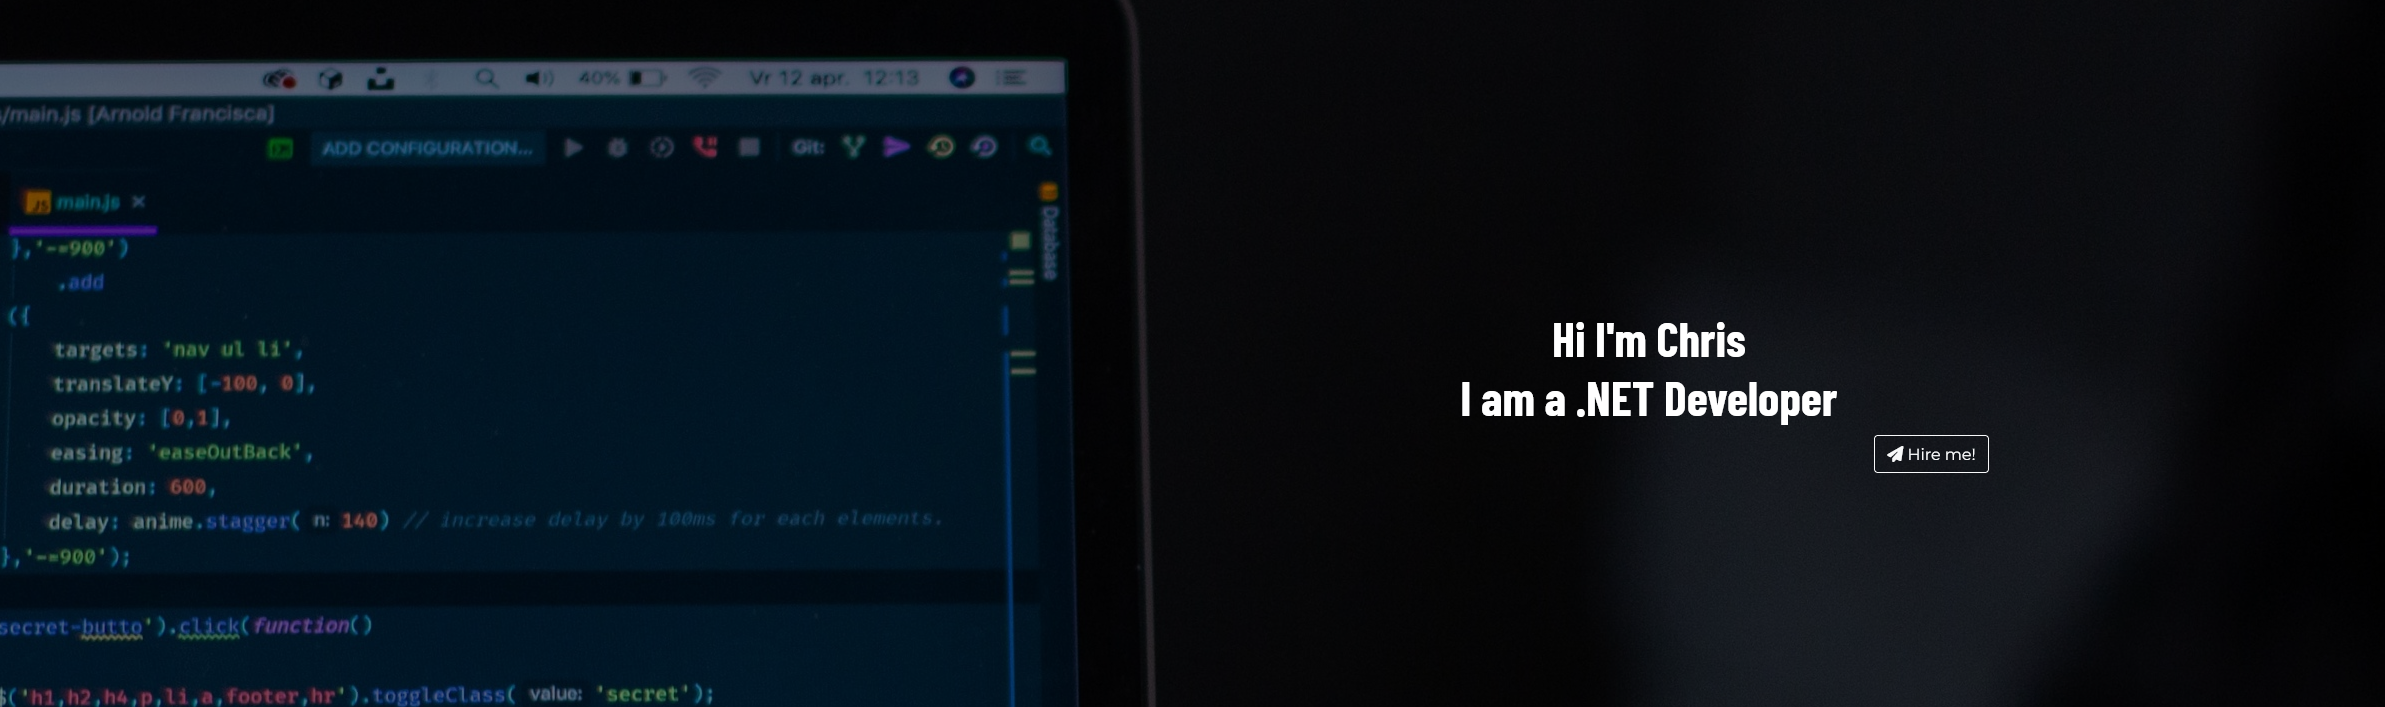 40% Vr 12 apr. 12:13
/main.js [Arnold Francisca]
ADD CONFIGURATION... Git:
JS main.js ×
Database
},'-=900')
.add
({
targets: 'nav ul li',
translateY: [-100, 0],
opacity: [0,1],
easing: 'easeOutBack',
duration: 600,
delay: anime.stagger( n: 140) // increase delay by 100ms for each elements.
},'-=900');
secret-butto').click(function()
$('h1,h2,h4,p,li,a,footer,hr').toggleClass( value: 'secret');
Hi I'm Chris
I am a .NET Developer
Hire me!